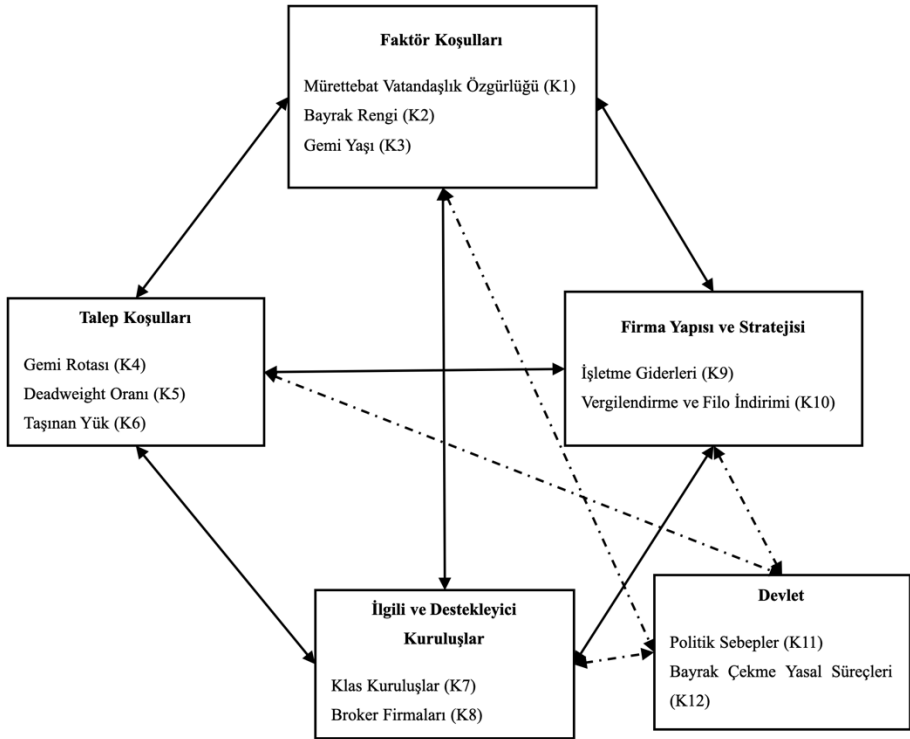 Faktör Koşulları
Mürettebat Vatandaşlık Özgürlüğü (K1)
Bayrak Rengi (K2)
Gemi Yaşı (K3)
Talep Koşulları
Gemi Rotası (K4)
Deadweight Oranı (K5)
Taşınan Yük (K6)
Firma Yapısı ve Stratejisi
İşletme Giderleri (K9)
Vergilendirme ve Filo İndirimi (K10)
İlgili ve Destekleyici
Kuruluşlar
Klas Kuruluşlar (K7)
Broker Firmaları (K8)
Devlet
Politik Sebepler (K11)
Bayrak Çekme Yasal Süreçleri
(K12)